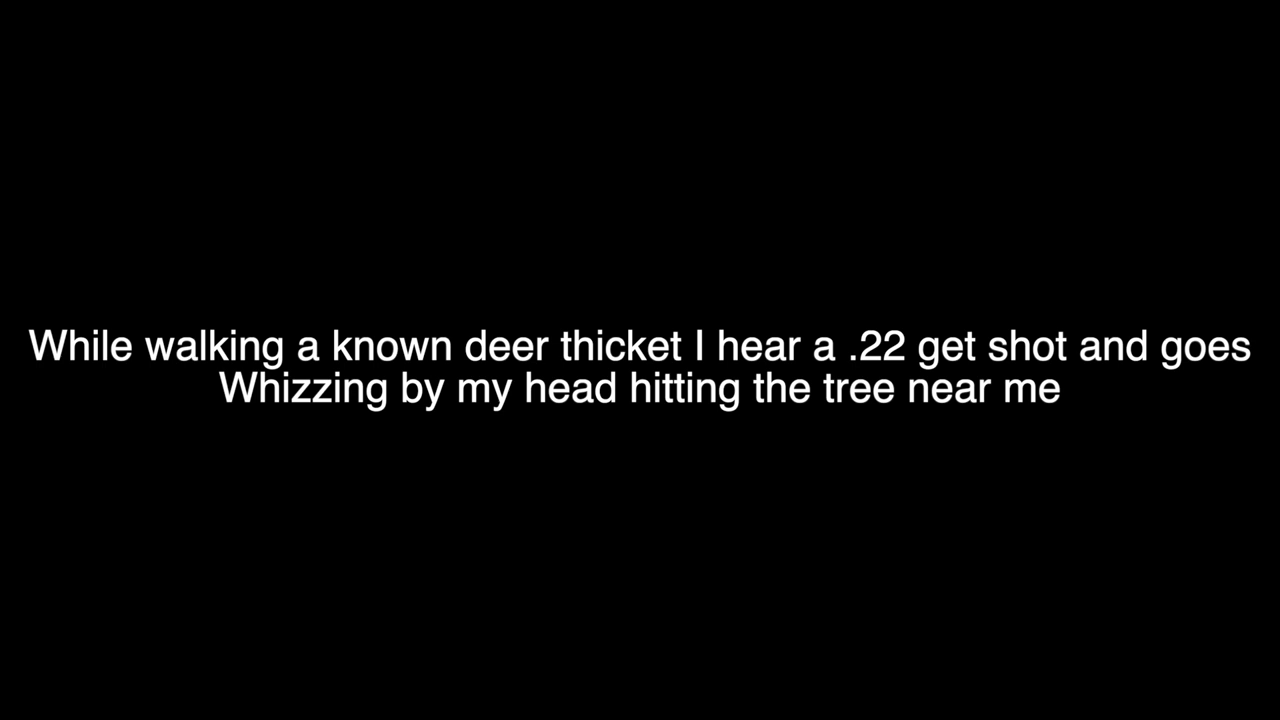 While walking a known deer thicket I hear a .22 get shot and goes
Whizzing by my head hitting the tree near me